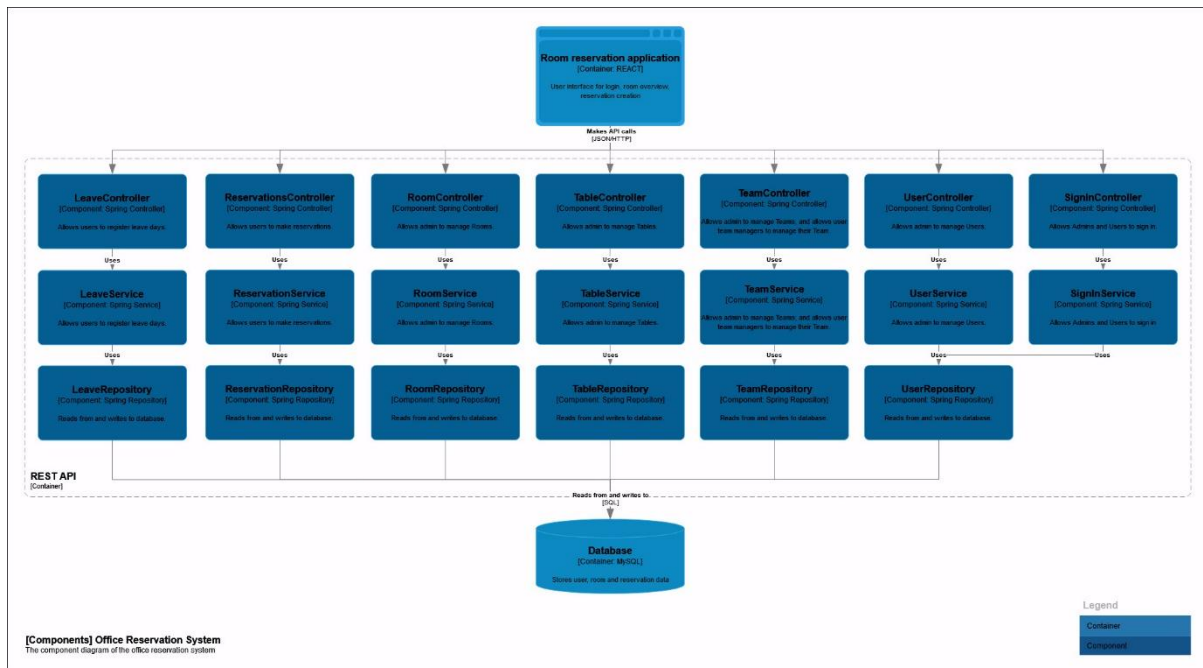 Room reservation application
[Container: REACT]
User interface for login, room overview,
reservation creation
Makes API calls
[JSON/HTTP]
LeaveController
[Component: Spring Controller]
Allows users to register leave days.
ReservationsController
[Component: Spring Controller]
Allows users to make reservations.
RoomController
[Component: Spring Controller]
Allows admin to manage Rooms.
TableController
[Component: Spring Controller]
Allows admin to manage Tables.
TeamController
[Component: Spring Controller]
Allows admin to manage Teams, and allows user
team managers to manage their Team.
UserController
[Component: Spring Controller]
Allows admin to manage Users.
SignInController
[Component: Spring Controller]
Allows Admins and Users to sign in.
Uses
Uses
Uses
Uses
Uses
Uses
Uses
LeaveService
[Component: Spring Service]
Allows users to register leave days.
ReservationService
[Component: Spring Service]
Allows users to make reservations.
RoomService
[Component: Spring Service]
Allows admin to manage Rooms.
TableService
[Component: Spring Service]
Allows admin to manage Tables.
TeamService
[Component: Spring Service]
Allows admin to manage Teams, and allows user
team managers to manage their Team.
UserService
[Component: Spring Service]
Allows admin to manage Users.
SignInService
[Component: Spring Service]
Allows Admins and Users to sign in
Uses
Uses
Uses
Uses
Uses
Uses
Uses
LeaveRepository
[Component: Spring Repository]
Reads from and writes to database.
ReservationRepository
[Component: Spring Repository]
Reads from and writes to database.
RoomRepository
[Component: Spring Repository]
Reads from and writes to database.
TableRepository
[Component: Spring Repository]
Reads from and writes to database.
TeamRepository
[Component: Spring Repository]
Reads from and writes to database.
UserRepository
[Component: Spring Repository]
Reads from and writes to database.
REST API
[Container]
Reads from and writes to
[SQL]
Database
[Container: MySQL]
Stores user, room and reservation data
[Components] Office Reservation System
The component diagram of the office reservation system
Legend
Container
Component